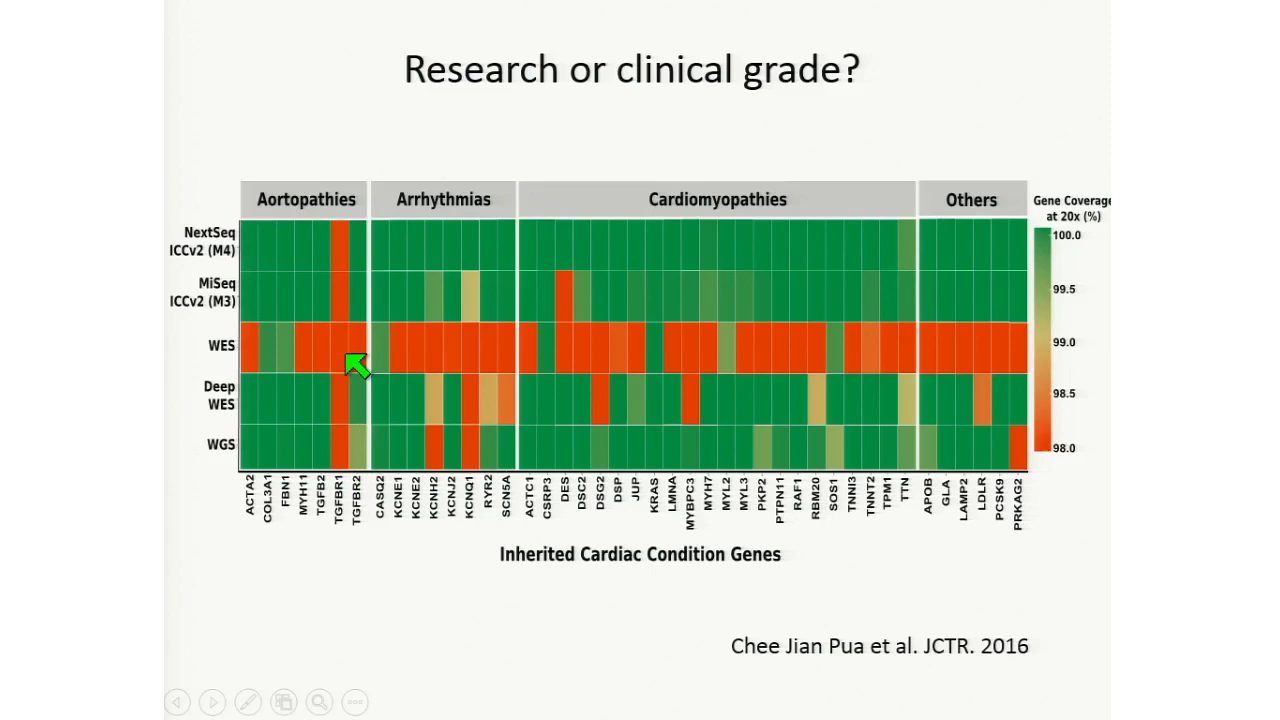 Research or clinical grade?
Aortopathies
Arrhythmias
Cardiomyopathies
Others
Gene Coverage
at 20x (%)
NextSeq
ICCv2 (M4)
MiSeq
ICCv2 (M3)
WES
Deep
WES
WGS
100.0
99.5
99.0
98.5
98.0
ACTA2
COL3A1
FBN1
MYH11
TGFB2
TGFBR1
TGFBR2
CASQ2
KCNE1
KCNE2
KCNH2
KCNJ2
KCNQ1
RYR2
SCN5A
ACTC1
CSRP3
DES
DSC2
DSG2
DSP
JUP
KRAS
LMNA
MYBPC3
MYH7
MYL2
MYL3
PKP2
PTPN11
RAF1
RBM20
SOS1
TNNI3
TNNT2
TPM1
TTN
APOB
GLA
LAMP2
LDLR
PCSK9
PRKAG2
Inherited Cardiac Condition Genes
Chee Jian Pua et al. JCTR. 2016